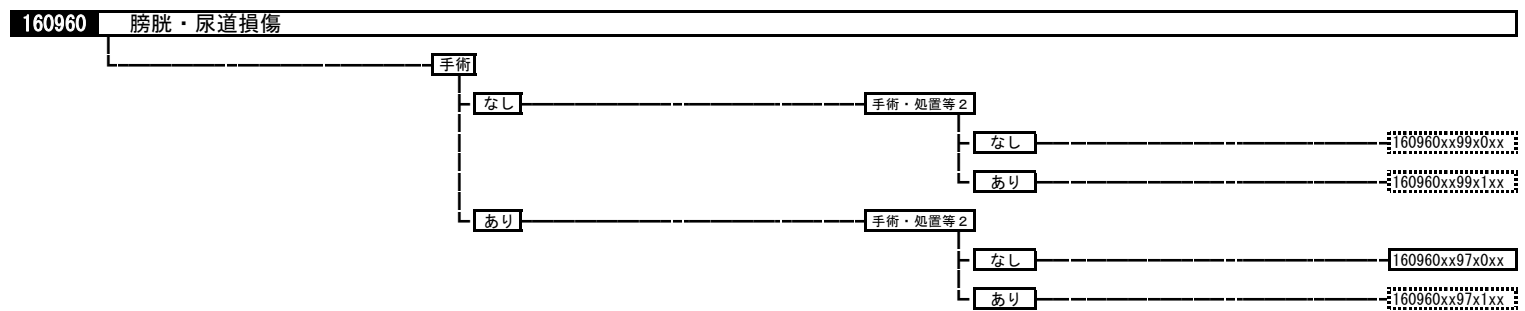 160960 膀胱・尿道損傷
手術
なし 手術・処置等２
なし 160960xx99x0xx
あり 160960xx99x1xx
あり 手術・処置等２
なし 160960xx97x0xx
あり 160960xx97x1xx